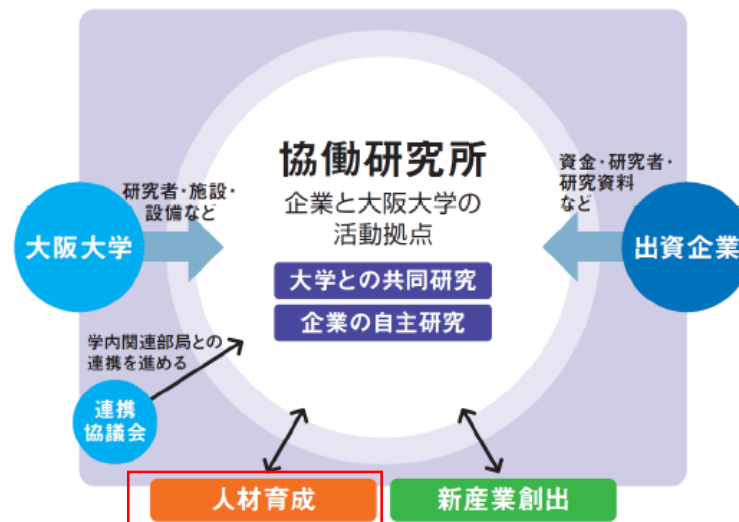 協働研究所
企業と大阪大学の
活動拠点
大学との共同研究
企業の自主研究
研究者・施設・
設備など
大阪大学
資金・研究者・
研究資料
など
出資企業
学内関連部局との
連携を進める
連携
協議会
人材育成
新産業創出